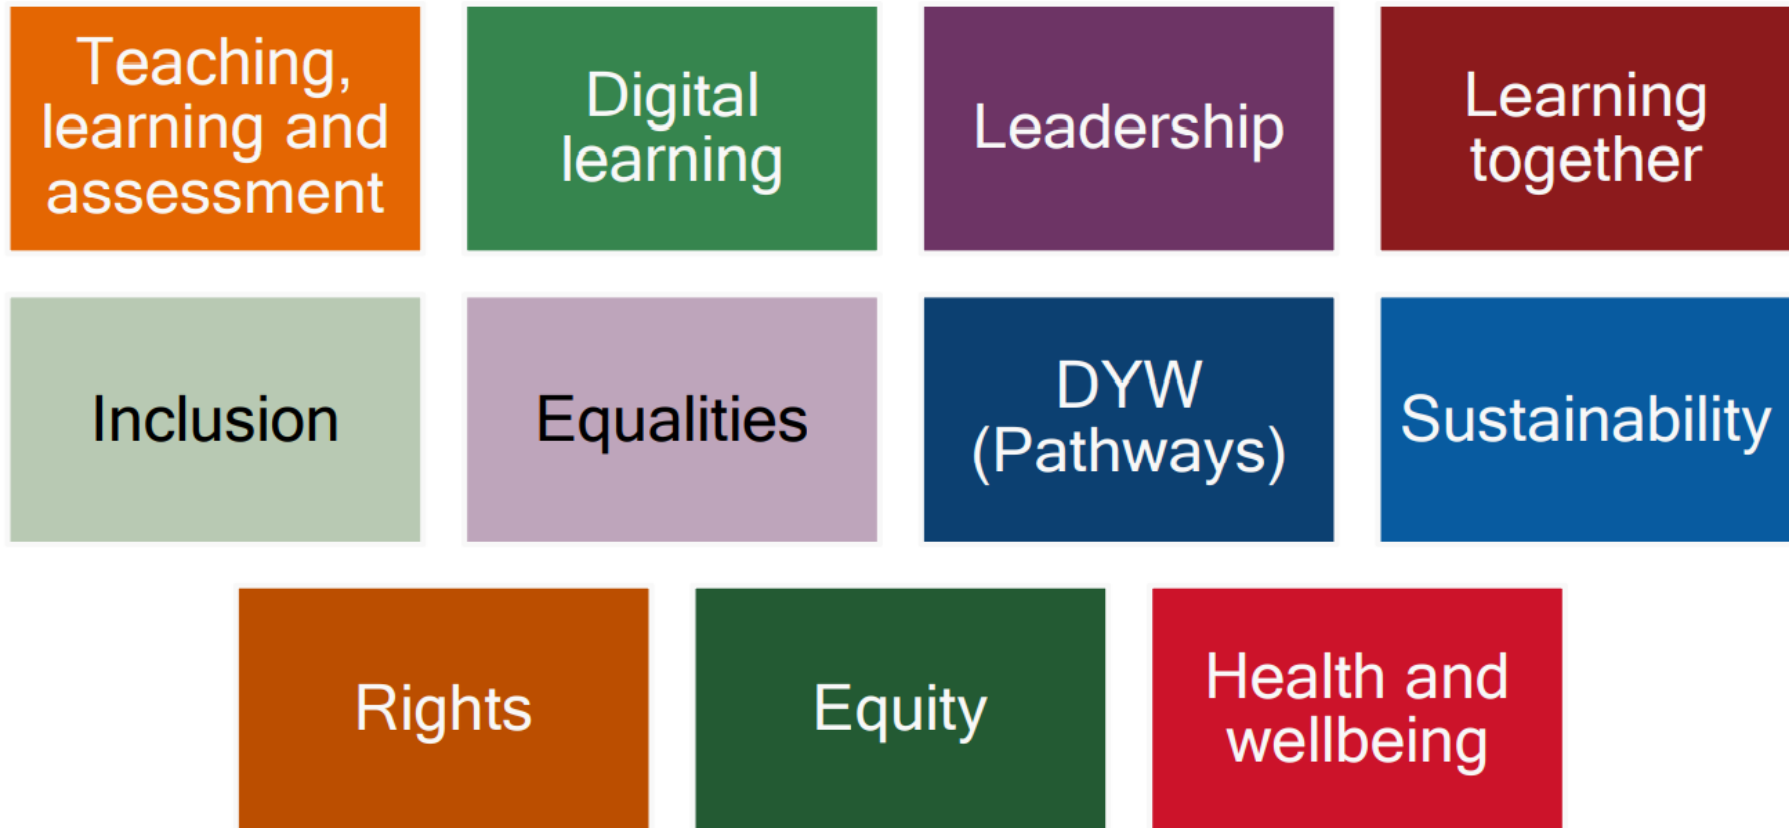 Teaching,
learning and
assessment
Digital
learning
Leadership
Learning
together
Inclusion
Equalities
DYW
(Pathways)
Sustainability
Rights
Equity
Health and
wellbeing